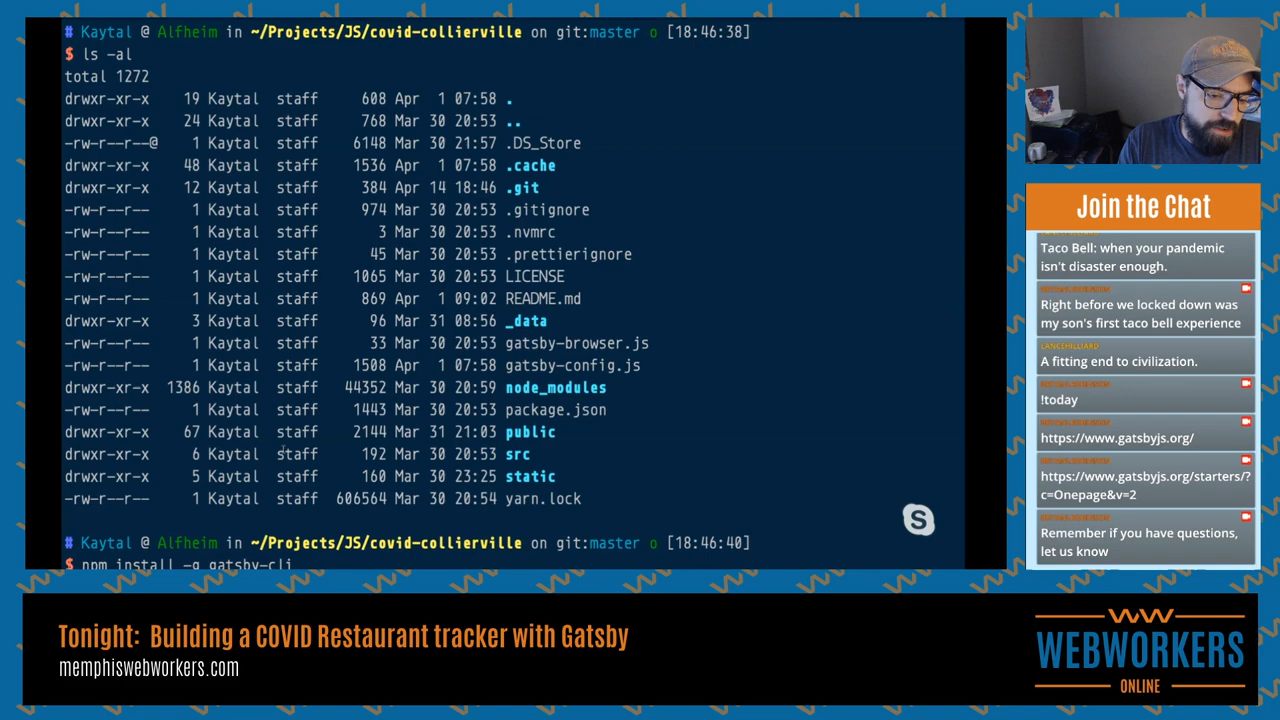 # Kaytal @ Alfheim in ~/Projects/JS/covid-collierville on git:master o [18:46:38]
$ ls -al
total 1272
drwxr-xr-x 19 Kaytal staff 608 Apr 1 07:58 .
drwxr-xr-x 24 Kaytal staff 768 Mar 30 20:53 ..
-rw-r--r--@ 1 Kaytal staff 6148 Mar 30 21:57 .DS_Store
drwxr-xr-x 48 Kaytal staff 1536 Apr 1 07:58 .cache
drwxr-xr-x 12 Kaytal staff 384 Apr 14 18:46 .git
-rw-r--r-- 1 Kaytal staff 974 Mar 30 20:53 .gitignore
-rw-r--r-- 1 Kaytal staff 3 Mar 30 20:53 .nvmrc
-rw-r--r-- 1 Kaytal staff 45 Mar 30 20:53 .prettierignore
-rw-r--r-- 1 Kaytal staff 1065 Mar 30 20:53 LICENSE
-rw-r--r-- 1 Kaytal staff 869 Apr 1 09:02 README.md
drwxr-xr-x 3 Kaytal staff 96 Mar 31 08:56 _data
-rw-r--r-- 1 Kaytal staff 33 Mar 30 20:53 gatsby-browser.js
-rw-r--r-- 1 Kaytal staff 1508 Apr 1 07:58 gatsby-config.js
drwxr-xr-x 1386 Kaytal staff 44352 Mar 30 20:59 node_modules
-rw-r--r-- 1 Kaytal staff 1443 Mar 30 20:53 package.json
drwxr-xr-x 67 Kaytal staff 2144 Mar 31 21:03 public
drwxr-xr-x 6 Kaytal staff 192 Mar 30 20:53 src
drwxr-xr-x 5 Kaytal staff 160 Mar 30 23:25 static
-rw-r--r-- 1 Kaytal staff 606564 Mar 30 20:54 yarn.lock
# Kaytal @ Alfheim in ~/Projects/JS/covid-collierville on git:master o [18:46:40]
$ npm install -g gatsby-cli
S
Join the Chat
Taco Bell: when your pandemic
isn't disaster enough.
Right before we locked down was
my son's first taco bell experience
LANCEHILLIARD
A fitting end to civilization.
!today
https://www.gatsbyjs.org/
https://www.gatsbyjs.org/starters/?
c=Onepage&v=2
Remember if you have questions,
let us know
Tonight: Building a COVID Restaurant tracker with Gatsby
memphiswebworkers.com
WEBWORKERS
ONLINE